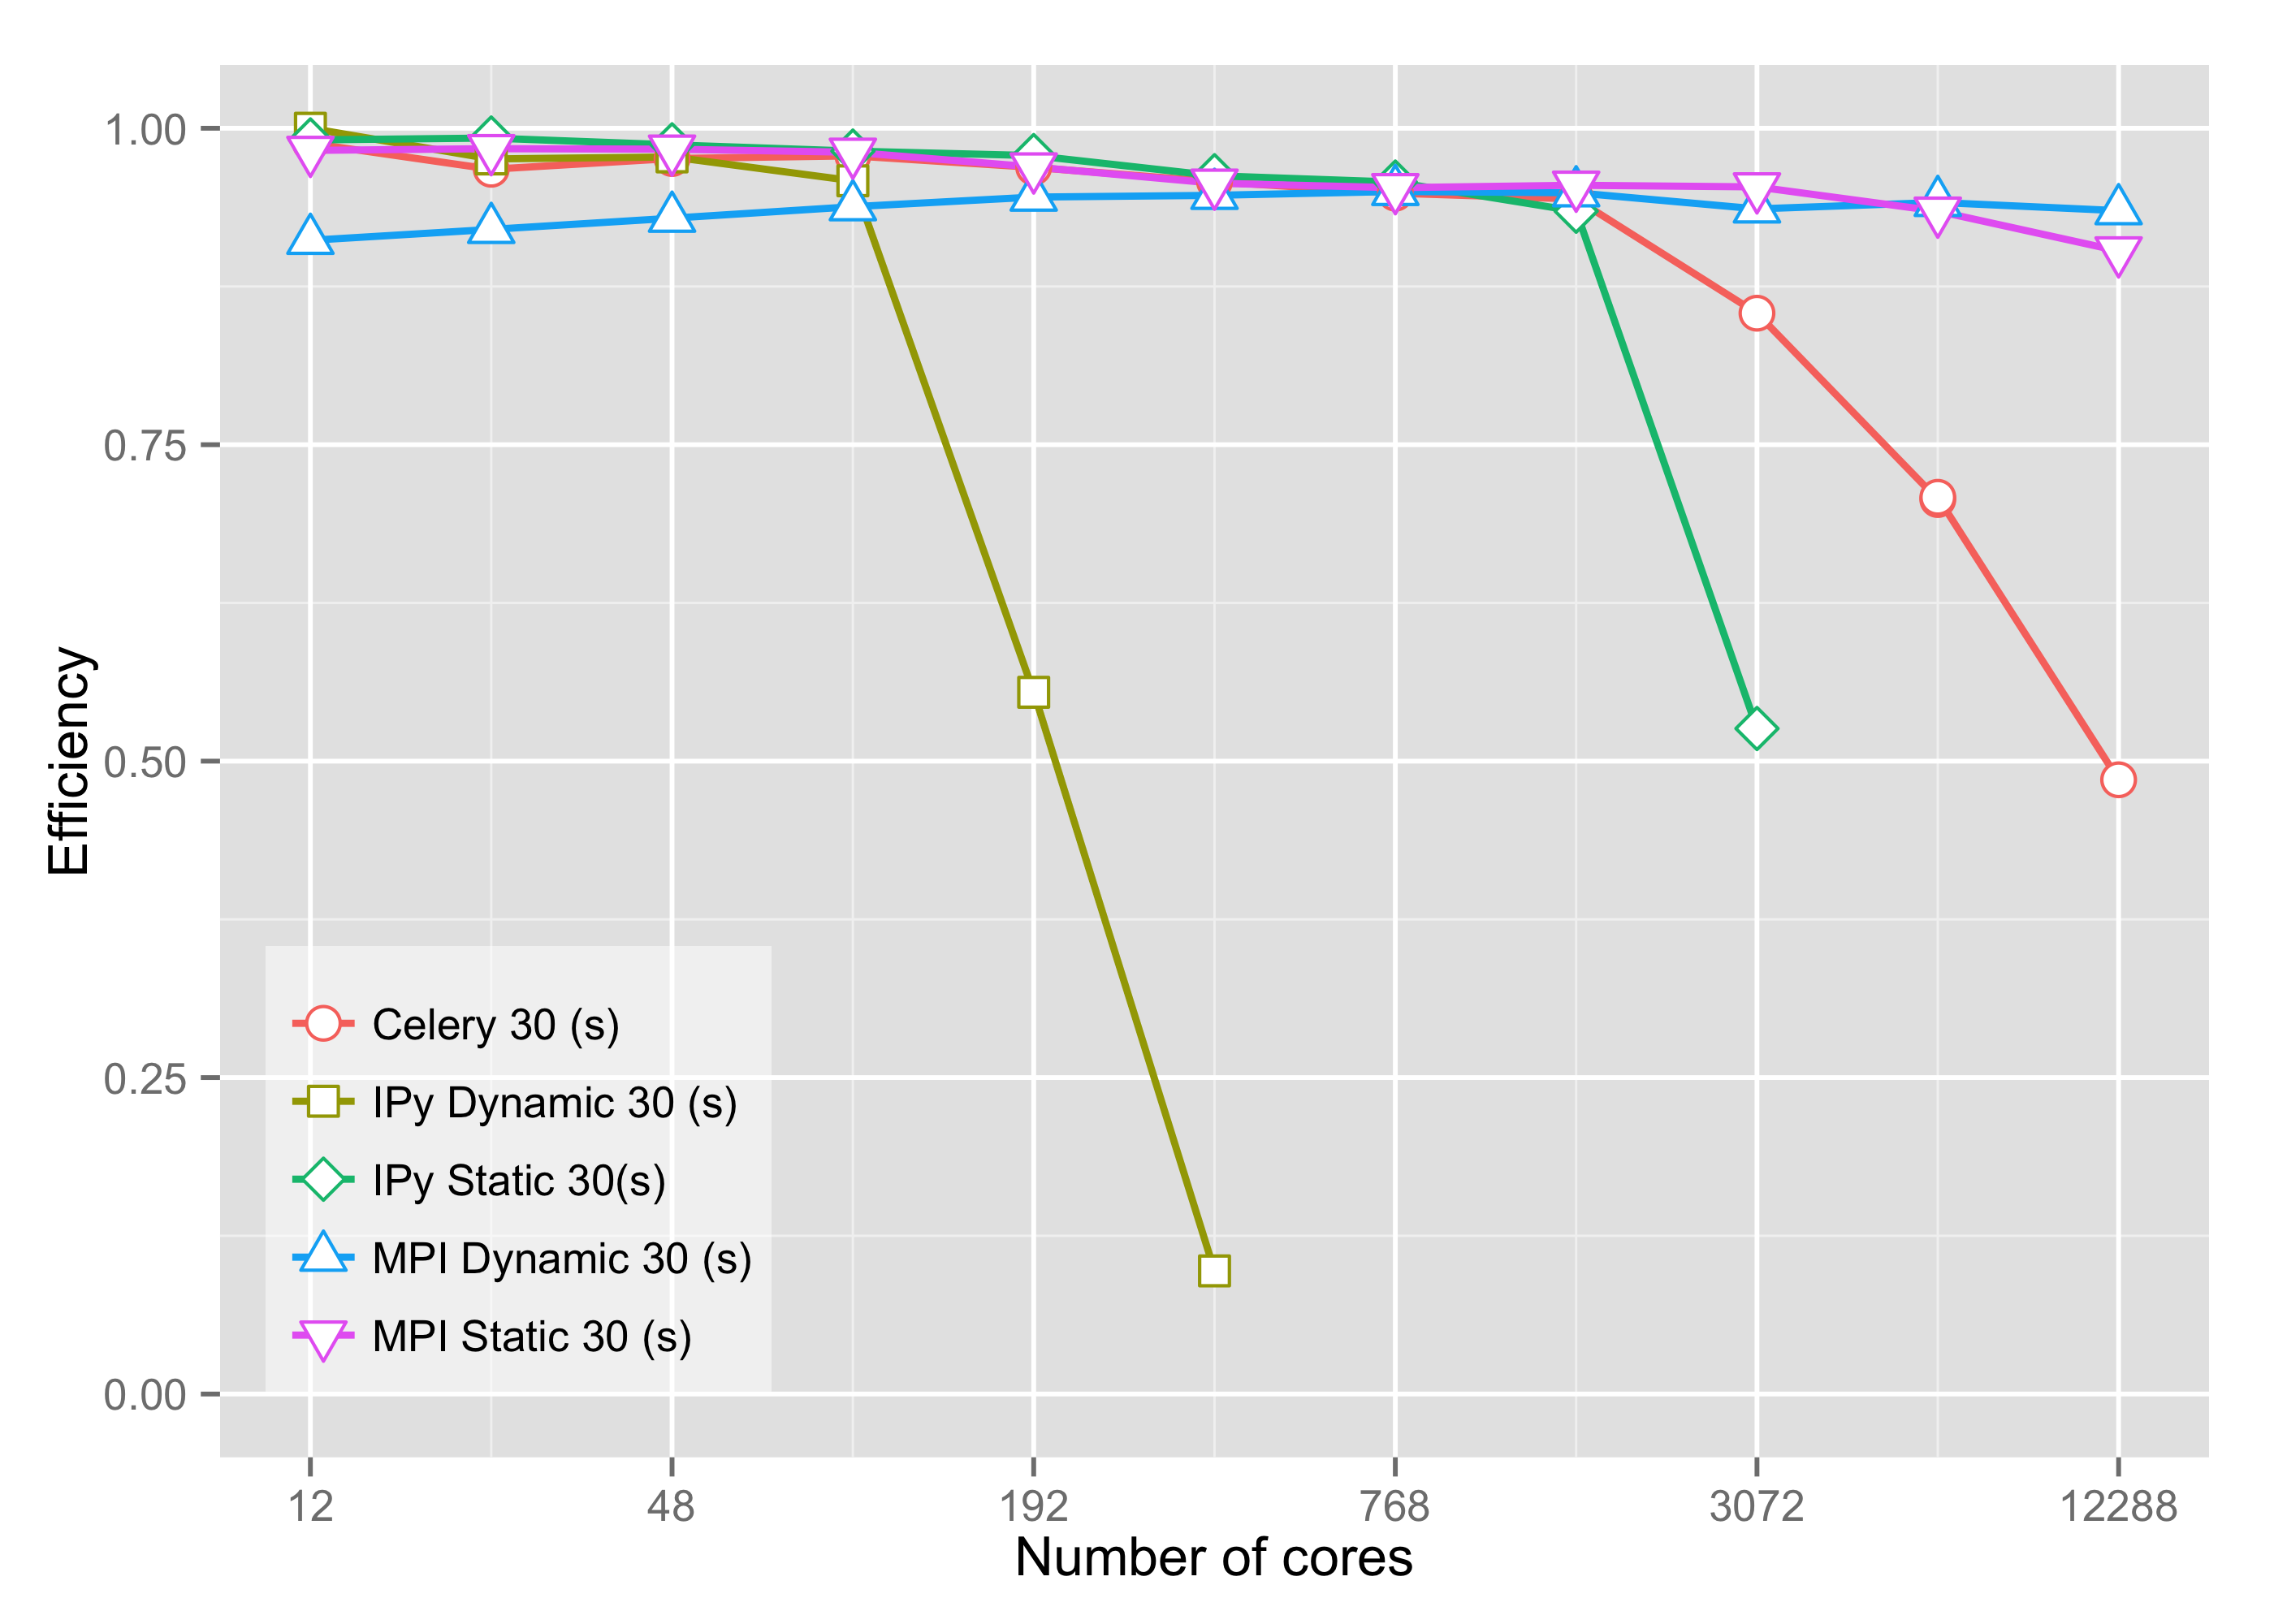 1.00
0.75
0.50
0.25
0.00
Efficiency
Celery 30 (s)
IPy Dynamic 30 (s)
IPy Static 30(s)
MPI Dynamic 30 (s)
MPI Static 30 (s)
12 48 192 768 3072 12288
Number of cores